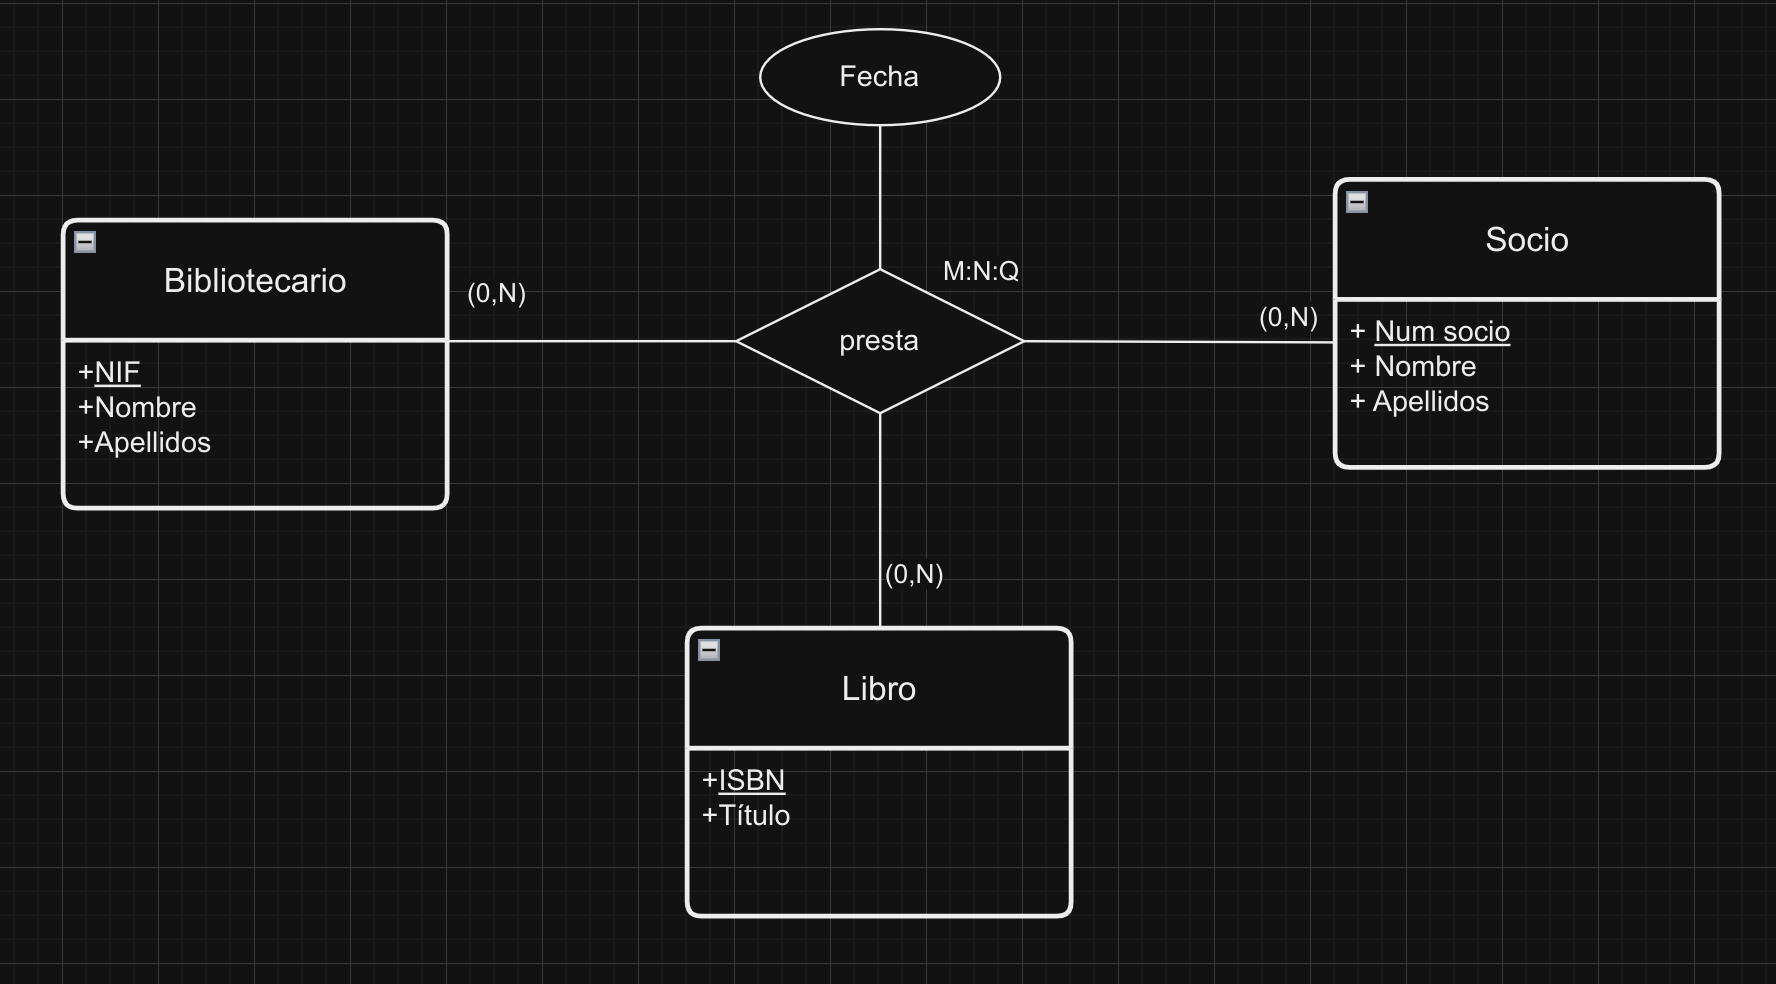 Fecha
Bibliotecario
(0,N)
+NIF
+Nombre
+Apellidos
presta
M:N:Q
(0,N)
Socio
+ Num socio
+ Nombre
+ Apellidos
(0,N)
Libro
+ISBN
+Título